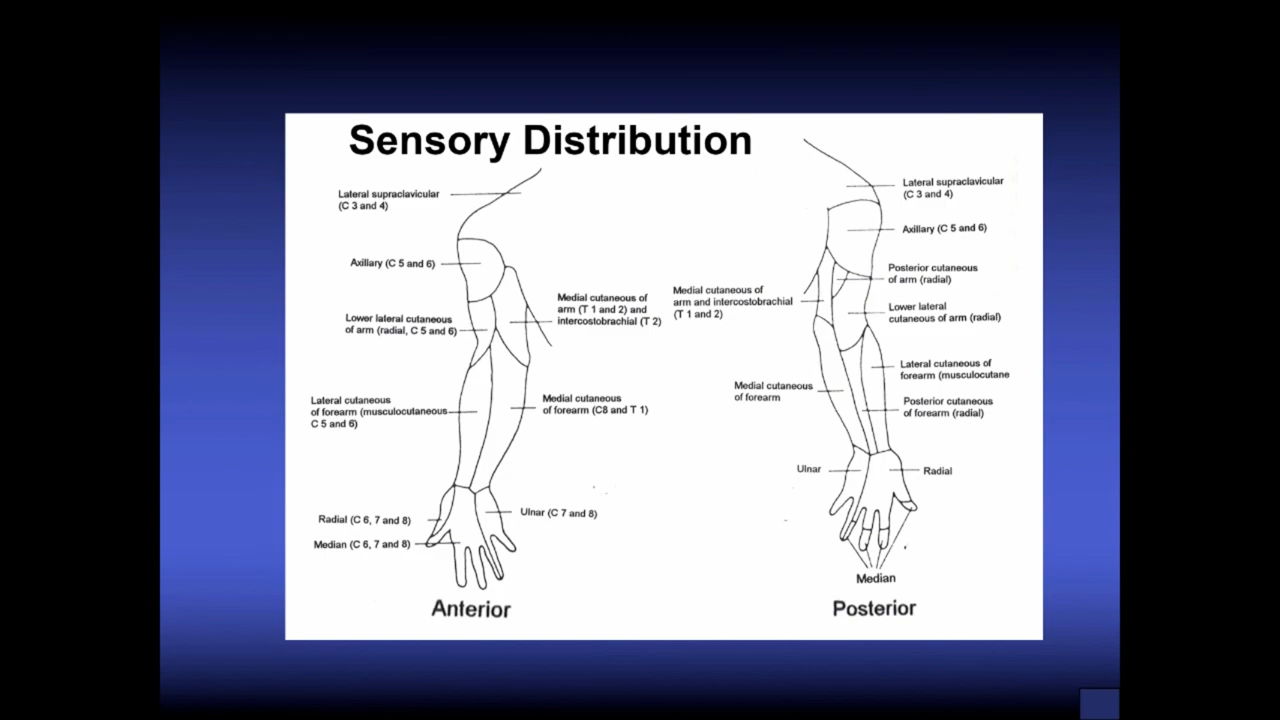 Sensory Distribution
Lateral supraclavicular
(C 3 and 4)
Axillary (C 5 and 6)
Lower lateral cutaneous
of arm (radial, C 5 and 6)
Medial cutaneous of
arm (T 1 and 2) and
intercostobrachial (T 2)
Lateral cutaneous
of forearm (musculocutaneous
C 5 and 6)
Medial cutaneous
of forearm (C8 and T 1)
Radial (C 6, 7 and 8)
Median (C 6, 7 and 8)
Ulnar (C 7 and 8)
Anterior
Lateral supraclavicular
(C 3 and 4)
Axillary (C 5 and 6)
Posterior cutaneous
of arm (radial)
Medial cutaneous of
arm and intercostobrachial
(T 1 and 2)
Lower lateral
cutaneous of arm (radial)
Lateral cutaneous of
forearm (musculocutane
Medial cutaneous
of forearm
Posterior cutaneous
of forearm (radial)
Ulnar
Radial
Median
Posterior